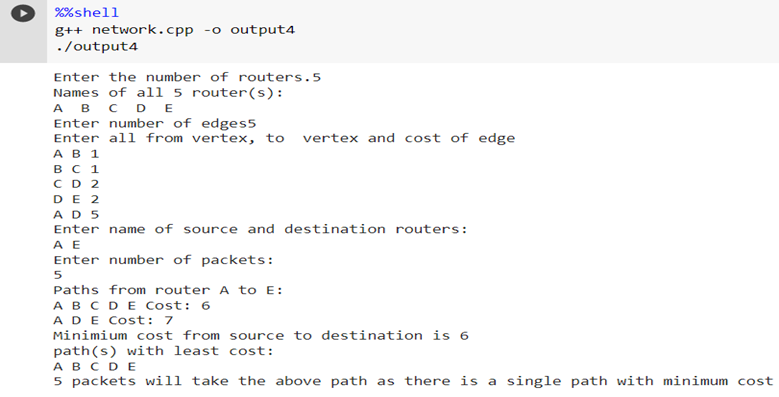 %%shell
g++ network.cpp -o output4
./output4
Enter the number of routers.5
Names of all 5 router(s):
A B C D E
Enter number of edges5
Enter all from vertex, to vertex and cost of edge
A B 1
B C 1
C D 2
D E 2
A D 5
Enter name of source and destination routers:
A E
Enter number of packets:
5
Paths from router A to E:
A B C D E Cost: 6
A D E Cost: 7
Minimium cost from source to destination is 6
path(s) with least cost:
A B C D E
5 packets will take the above path as there is a single path with minimum cost